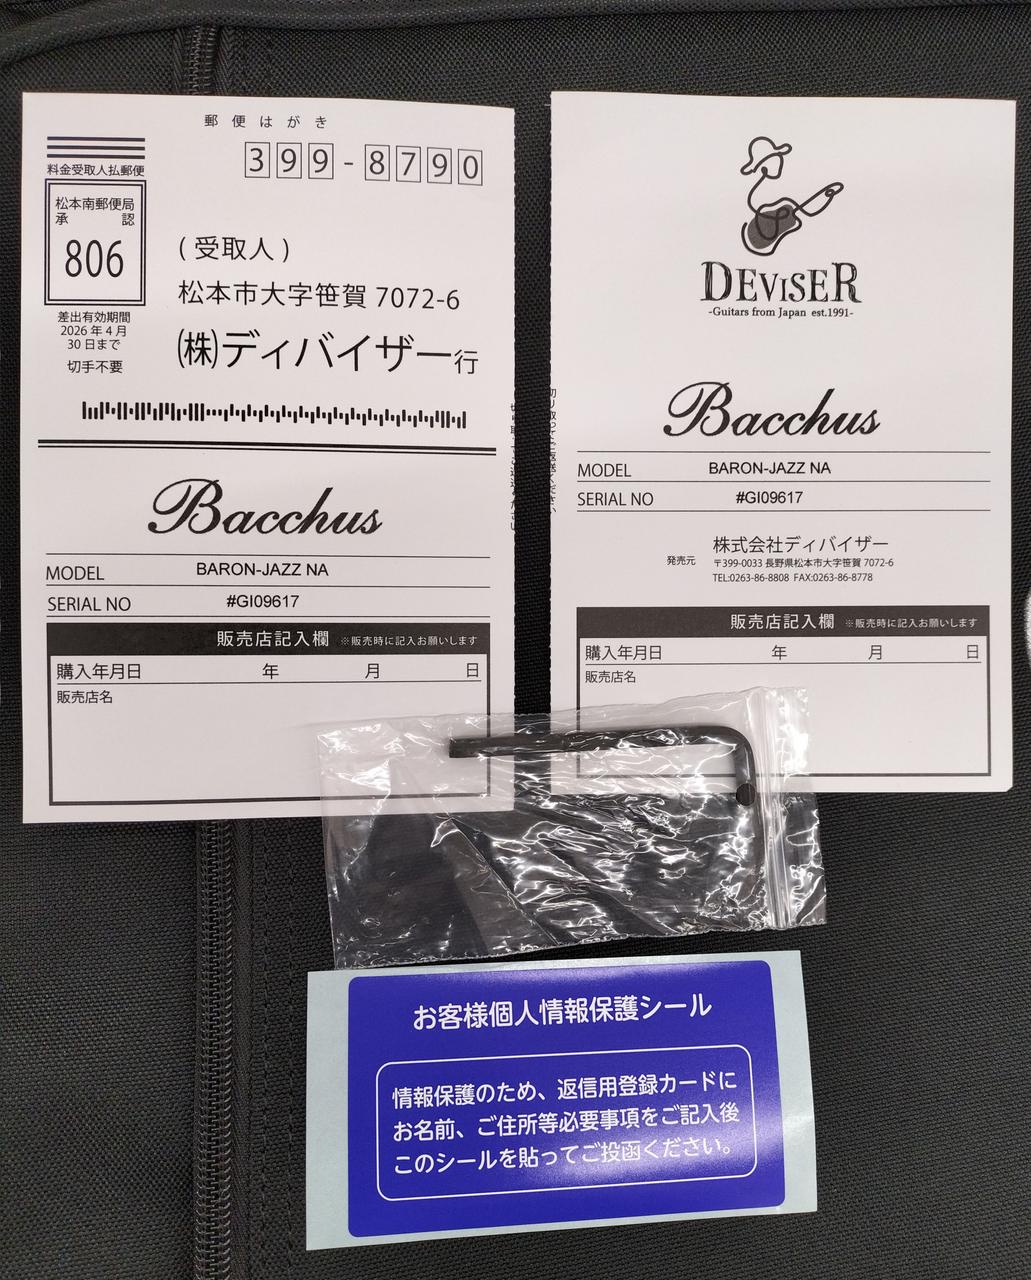 郵便はがき
399-8790
料金受取人払郵便
松本南郵便局
承認
806
差出有効期間
2026年4月
30日まで
切手不要
(受取人)
松本市大字笹賀 7072-6
㈱ディバイザー行
Bacchus
MODEL BARON-JAZZ NA
SERIAL NO #GI09617
販売店記入欄 ※販売時に記入お願いします
購入年月日 年 月 日
販売店名
DEVISER
-Guitars from Japan est.1991-
Bacchus
MODEL BARON-JAZZ NA
SERIAL NO #GI09617
発売元
株式会社ディバイザー
〒399-0033 長野県松本市大字笹賀 7072-6
TEL:0263-86-8808 FAX:0263-86-8778
販売店記入欄 ※販売時に記入お願いします
購入年月日 年 月 日
販売店名
お客様個人情報保護シール
情報保護のため、返信用登録カードに
お名前、ご住所等必要事項をご記入後
このシールを貼ってご投函ください。